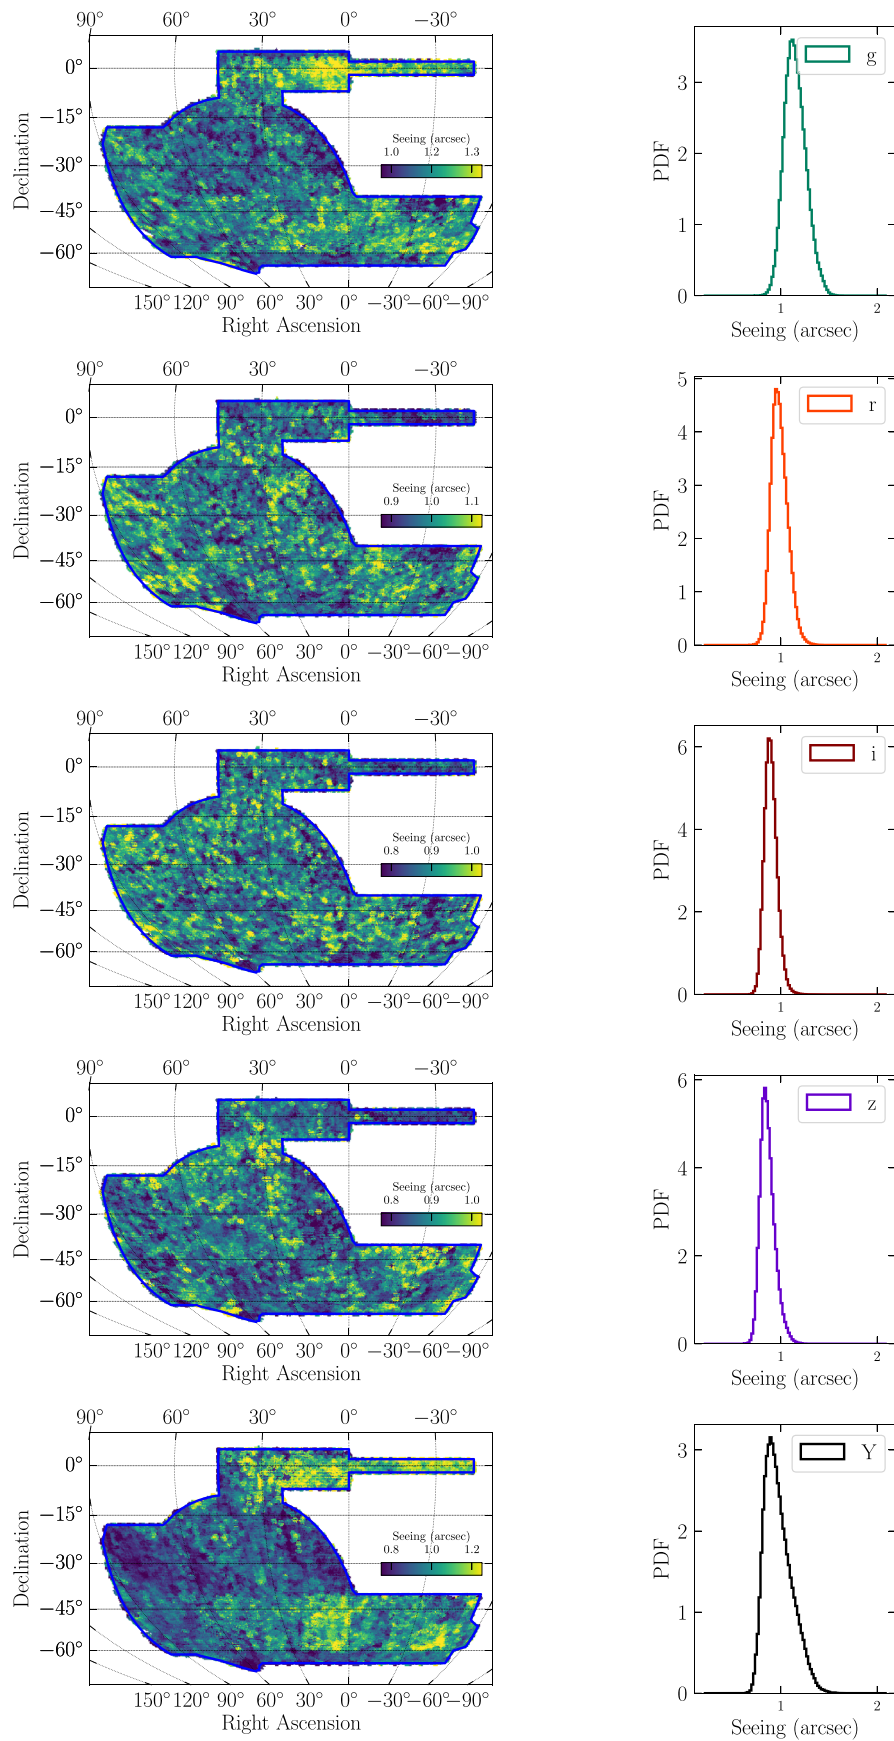 90° 60° 30° 0° −30°
0°
−15°
−30°
−45°
−60°
Declination
Seeing (arcsec)
1.0 1.2 1.3
150° 120° 90° 60° 30° 0° −30° −60° −90°
Right Ascension
g
3
2
1
0
PDF
1 2
Seeing (arcsec)
90° 60° 30° 0° −30°
0°
−15°
−30°
−45°
−60°
Declination
Seeing (arcsec)
0.9 1.0 1.1
150° 120° 90° 60° 30° 0° −30° −60° −90°
Right Ascension
r
5
4
3
2
1
0
PDF
1 2
Seeing (arcsec)
90° 60° 30° 0° −30°
0°
−15°
−30°
−45°
−60°
Declination
Seeing (arcsec)
0.8 0.9 1.0
150° 120° 90° 60° 30° 0° −30° −60° −90°
Right Ascension
i
6
4
2
0
PDF
1 2
Seeing (arcsec)
90° 60° 30° 0° −30°
0°
−15°
−30°
−45°
−60°
Declination
Seeing (arcsec)
0.8 0.9 1.0
150° 120° 90° 60° 30° 0° −30° −60° −90°
Right Ascension
z
6
4
2
0
PDF
1 2
Seeing (arcsec)
90° 60° 30° 0° −30°
0°
−15°
−30°
−45°
−60°
Declination
Seeing (arcsec)
0.8 1.0 1.2
150° 120° 90° 60° 30° 0° −30° −60° −90°
Right Ascension
Y
3
2
1
0
PDF
1 2
Seeing (arcsec)